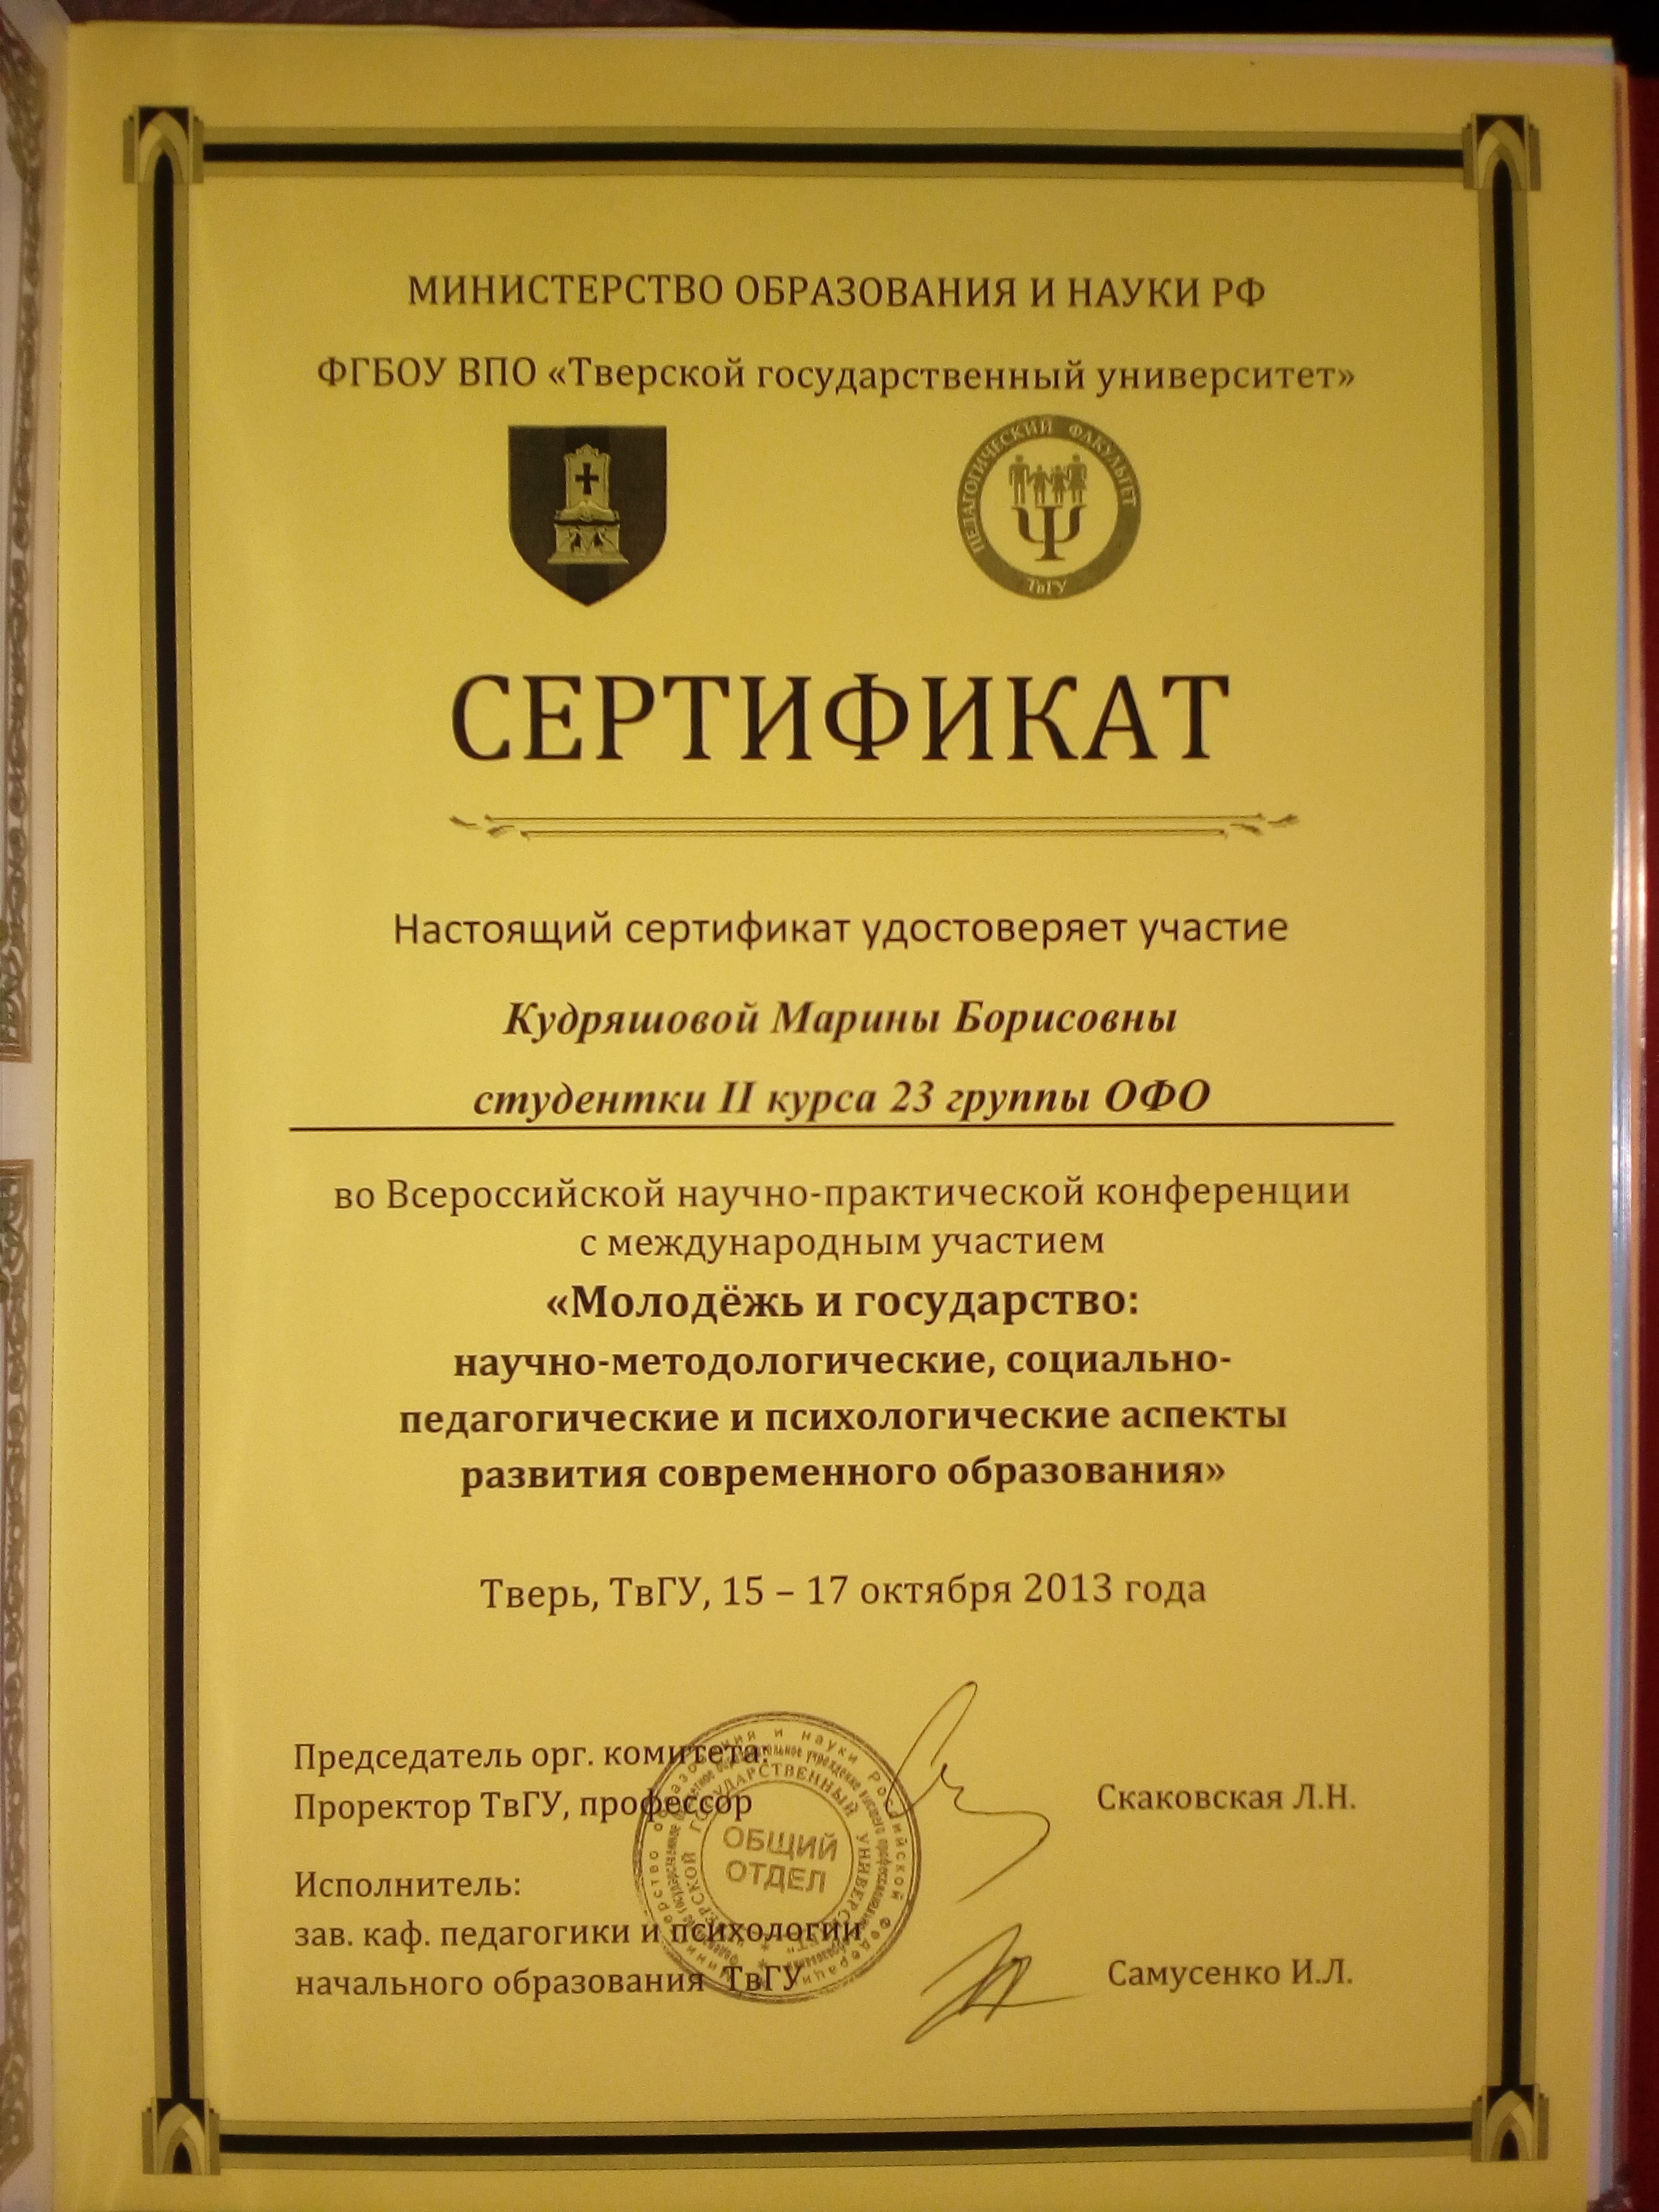 МИНИСТЕРСТВО ОБРАЗОВАНИЯ И НАУКИ РФ
ФГБОУ ВПО «Тверской государственный университет»
ПЕДАГОГИЧЕСКИЙ ФАКУЛЬТЕТ
ТвГУ
СЕРТИФИКАТ
Настоящий сертификат удостоверяет участие
Кудряшовой Марины Борисовны
студентки II курса 23 группы ОФО
во Всероссийской научно-практической конференции
с международным участием
«Молодёжь и государство:
научно-методологические, социально-
педагогические и психологические аспекты
развития современного образования»
Тверь, ТвГУ, 15 – 17 октября 2013 года
Председатель орг. комитета:
Проректор ТвГУ, профессор
Скаковская Л.Н.
ГОСУДАРСТВЕННЫЙ УНИВЕРСИТЕТ
ОБЩИЙ
ОТДЕЛ
Исполнитель:
зав. каф. педагогики и психологии
начального образования ТвГУ
Самусенко И.Л.